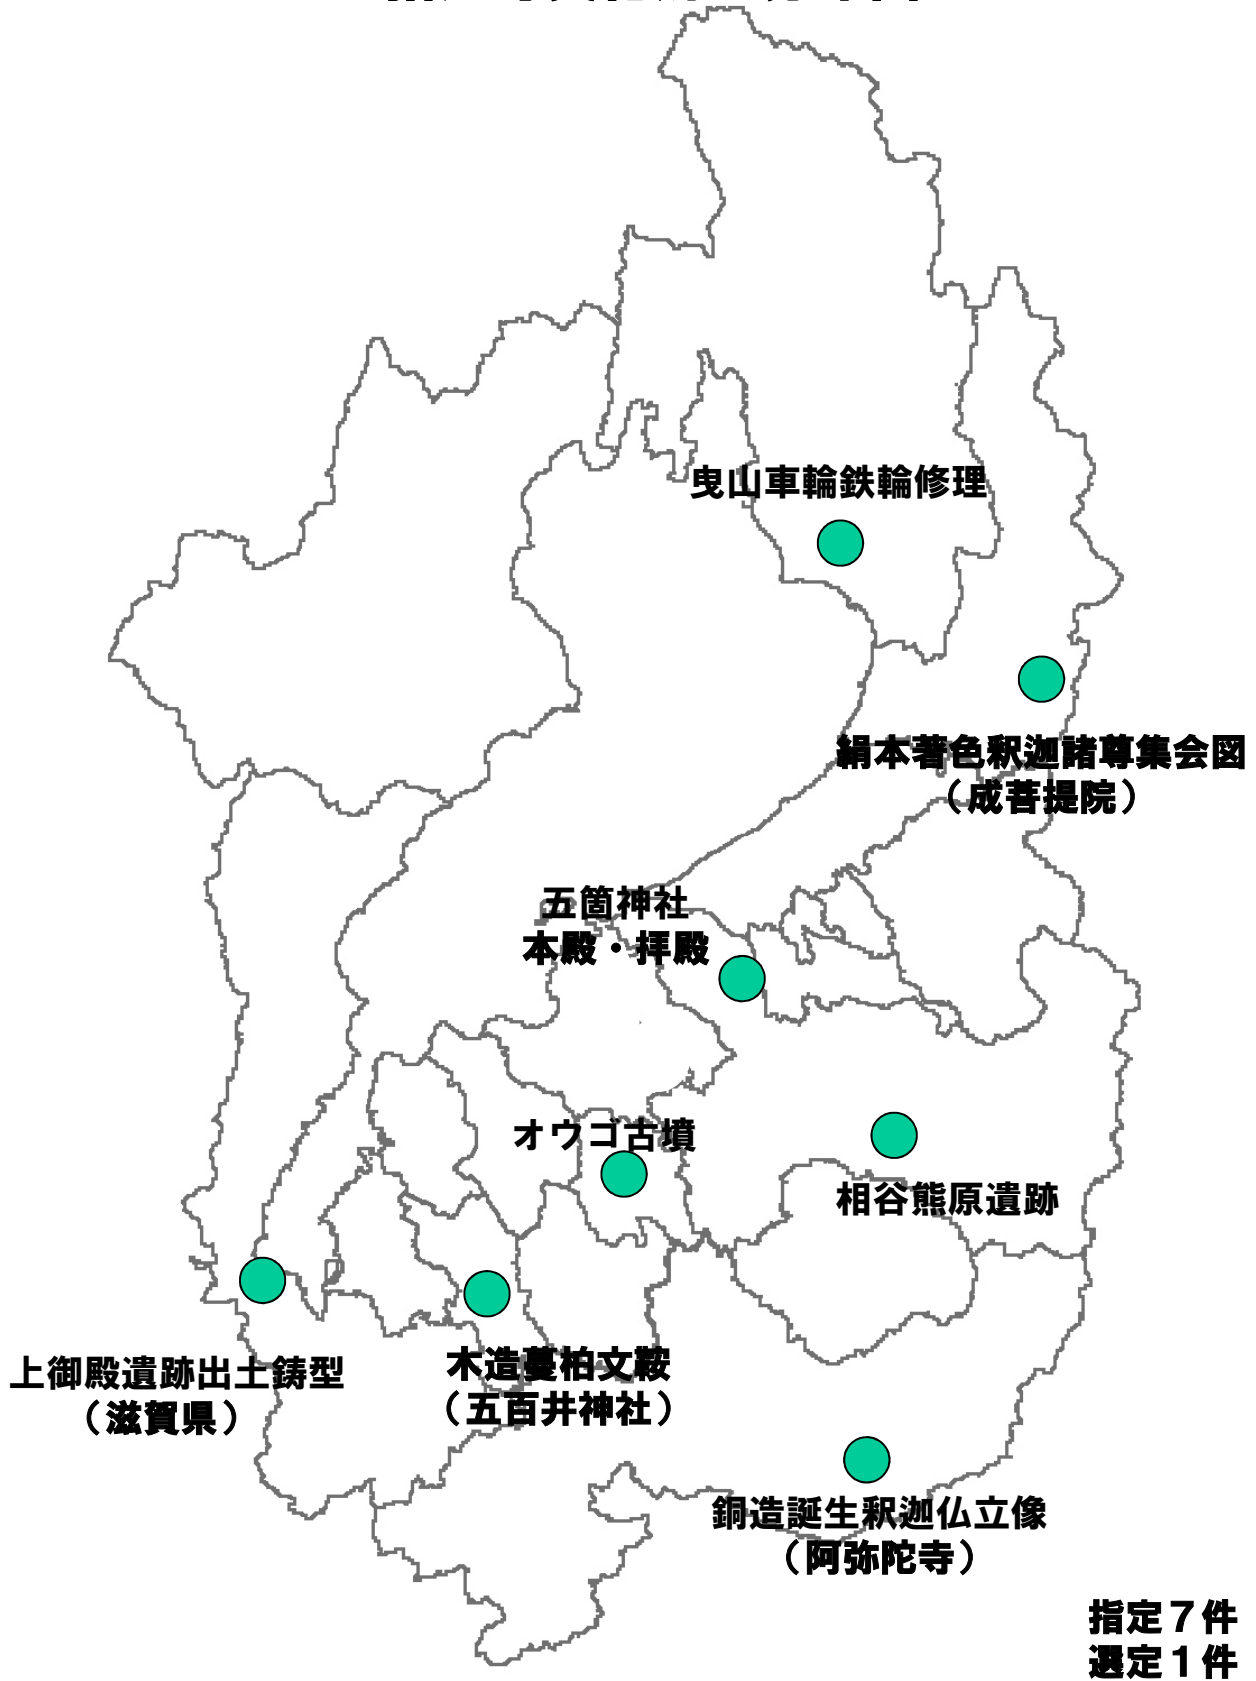 曳山車輪鉄輪修理
絹本著色釈迦諸尊集会図
（成菩提院）
五箇神社
本殿・拝殿
オウゴ古墳
相谷熊原遺跡
上御殿遺跡出土鋳型
（滋賀県）
木造蔓柏文鞍
（五百井神社）
銅造誕生釈迦仏立像
（阿弥陀寺）
指定７件
選定１件